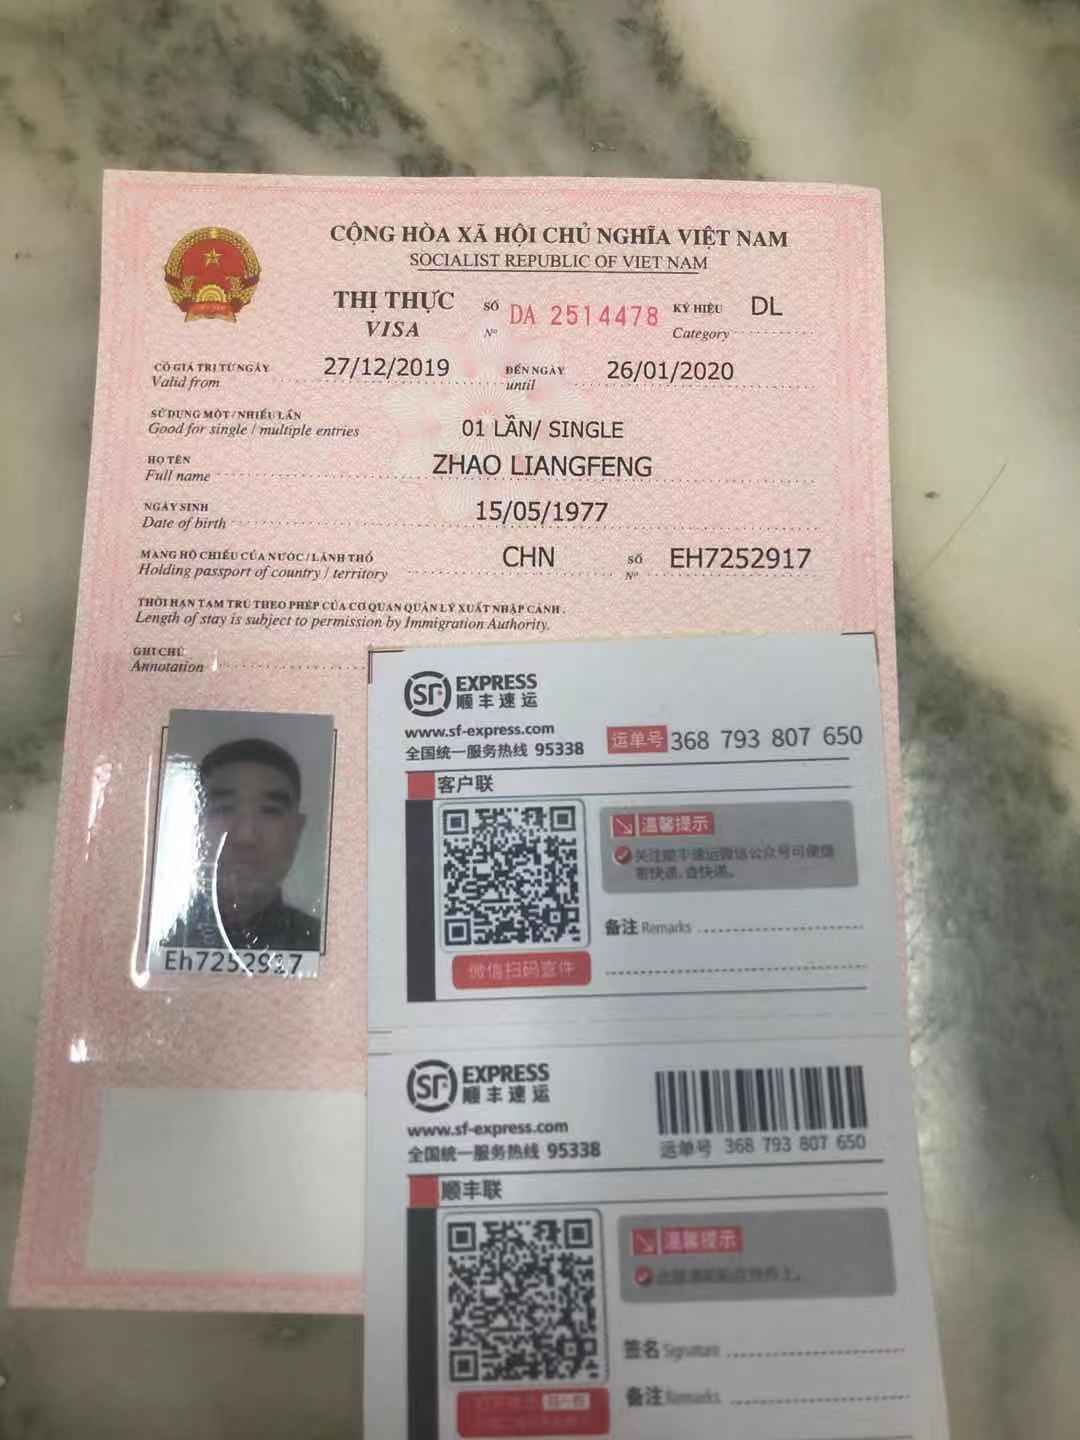 CỘNG HÒA XÃ HỘI CHỦ NGHĨA VIỆT NAM
SOCIALIST REPUBLIC OF VIET NAM
THỊ THỰC SỐ DA 2514478 KÝ HIỆU DL
VISA Nº Category
CÓ GIÁ TRỊ TỪ NGÀY 27/12/2019 ĐẾN NGÀY 26/01/2020
Valid from until
SỬ DỤNG MỘT / NHIỀU LẦN
Good for single / multiple entries 01 LẦN/ SINGLE
HỌ TÊN ZHAO LIANGFENG
Full name
NGÀY SINH 15/05/1977
Date of birth
MANG HỘ CHIẾU CỦA NƯỚC / LÃNH THỔ CHN SỐ EH7252917
Holding passport of country / territory Nº
THỜI HẠN TẠM TRÚ THEO PHÉP CỦA CƠ QUAN QUẢN LÝ XUẤT NHẬP CẢNH.
Length of stay is subject to permission by Immigration Authority.
GHI CHÚ
Annotation
Eh7252917
SF EXPRESS
顺丰速运
www.sf-express.com
全国统一服务热线 95338 运单号 368 793 807 650
客户联
温馨提示
关注顺丰速运微信公众号可便捷
寄快递、查快递。
备注 Remarks
微信扫码查件
SF EXPRESS
顺丰速运
www.sf-express.com
全国统一服务热线 95338 运单号 368 793 807 650
顺丰联
温馨提示
签名 Signature
备注 Remarks